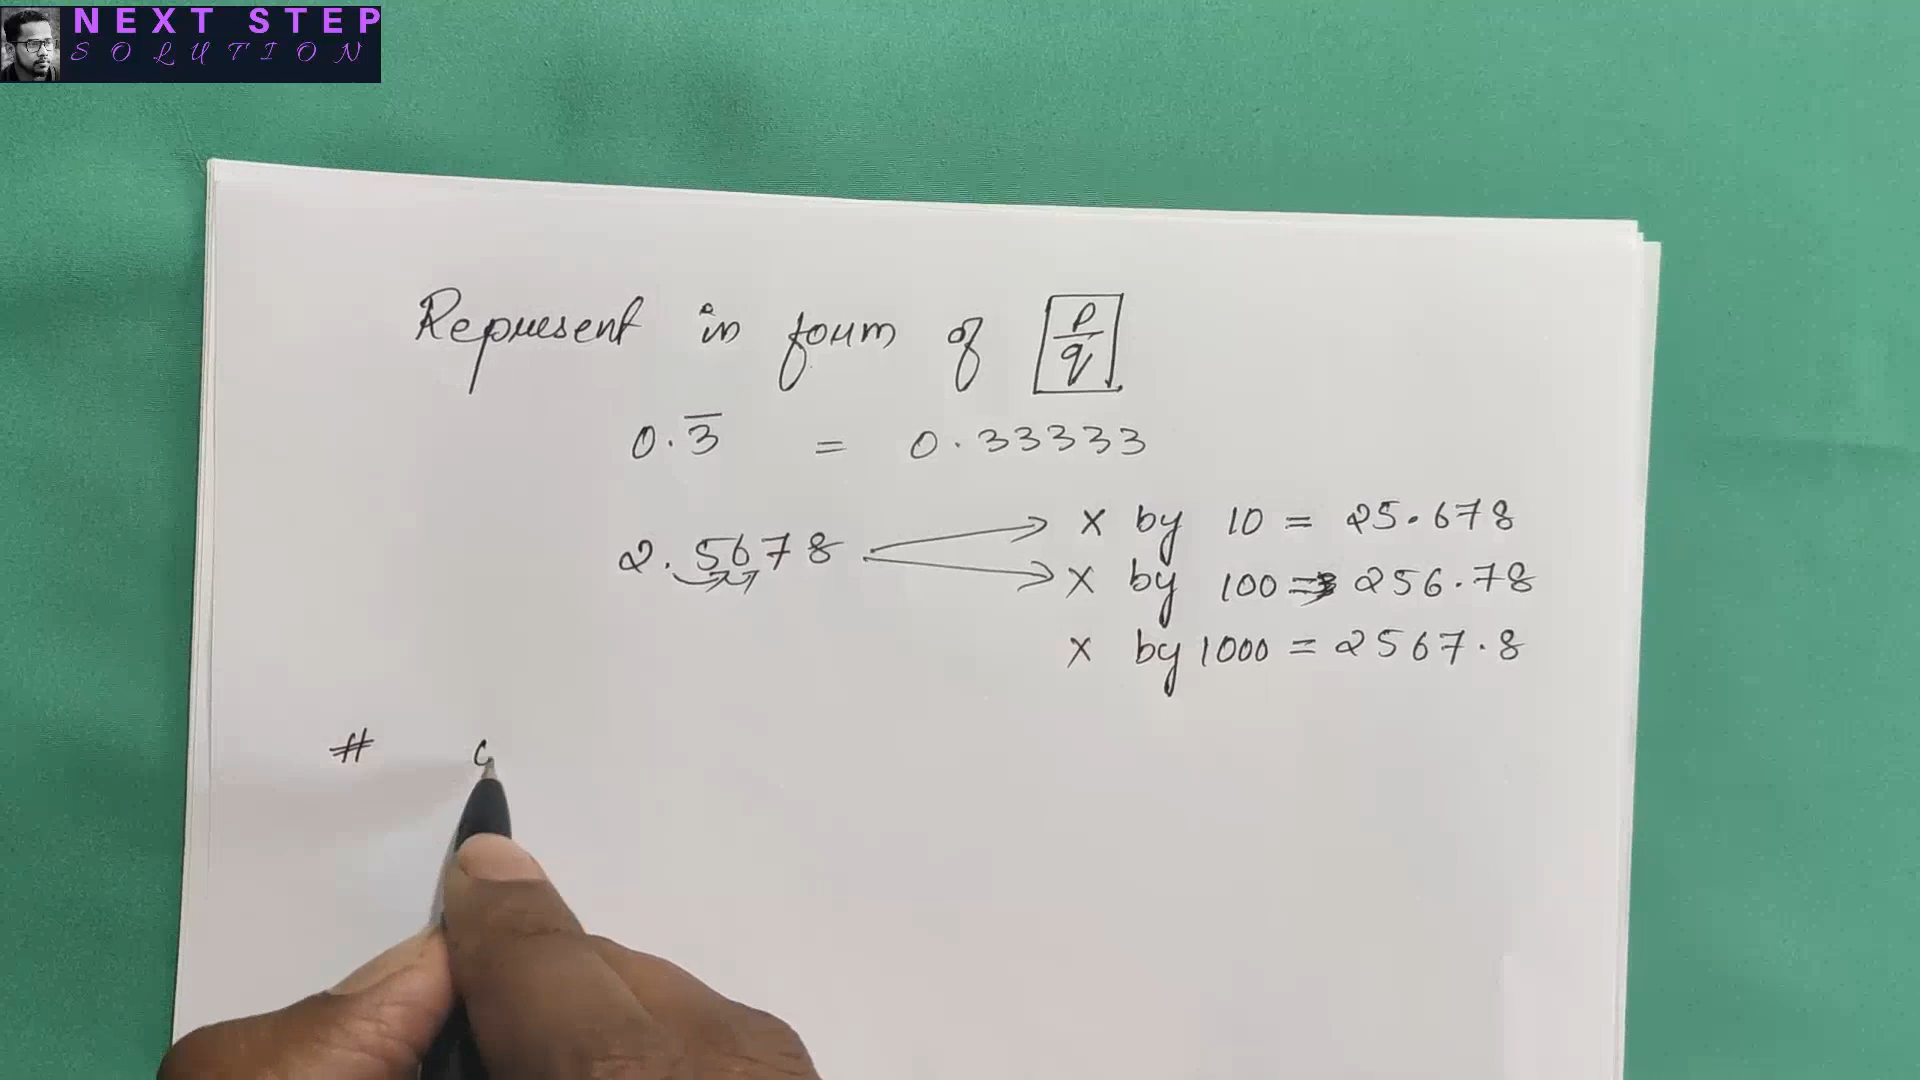 NEXT STEP
SOLUTION
Represent in form of p/q
0.3̅ = 0.33333
2.5678 → x by 10 = 25.678
→ x by 100 = 256.78
x by 1000 = 2567.8
#